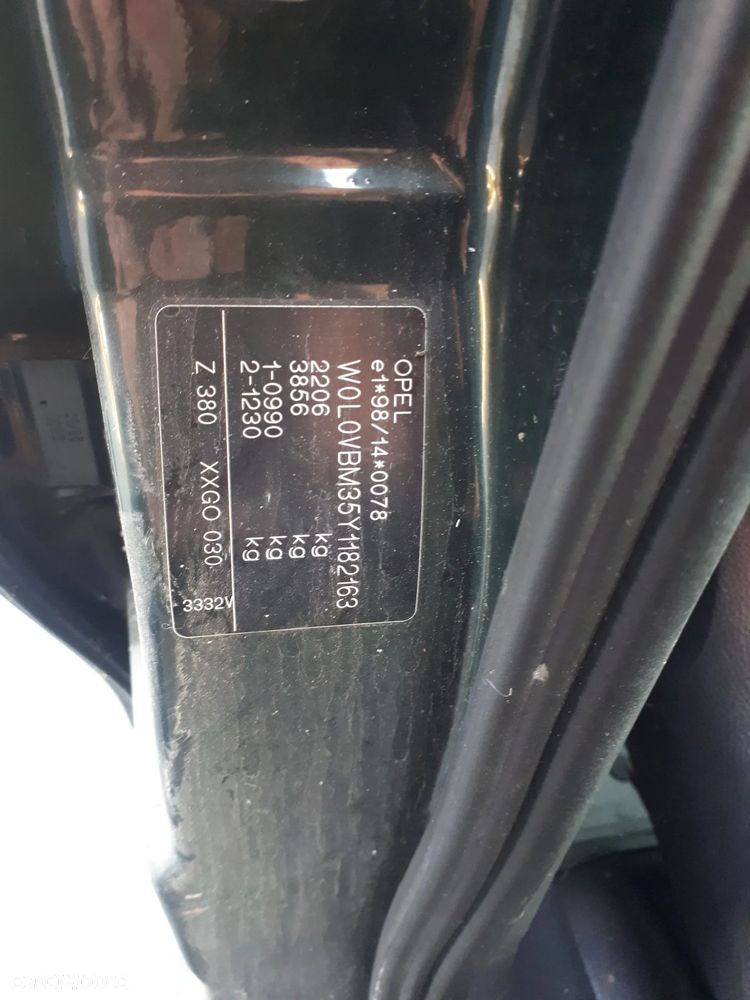 OPEL
e1*98/14*0078
W0L0VBM35Y1182163
2206 kg
3856 kg
1-0990 kg
2-1230 kg
Z 380 XXGO 030 3332V